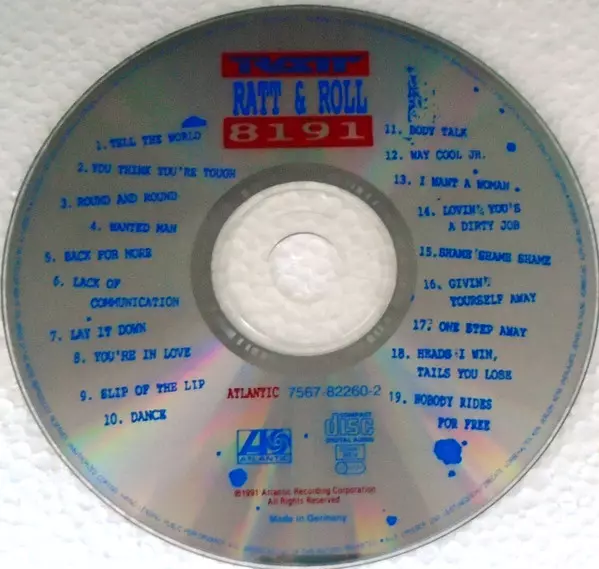 RATT
RATT & ROLL
8191
1. TELL THE WORLD
2. YOU THINK YOU'RE TOUGH
3. ROUND AND ROUND
4. WANTED MAN
5. BACK FOR MORE
6. LACK OF
COMMUNICATION
7. LAY IT DOWN
8. YOU'RE IN LOVE
9. SLIP OF THE LIP
10. DANCE
11. BODY TALK
12. WAY COOL JR.
13. I WANT A WOMAN
14. LOVIN' YOU'S
A DIRTY JOB
15. SHAME SHAME SHAME
16. GIVIN'
YOURSELF AWAY
17. ONE STEP AWAY
18. HEADS I WIN,
TAILS YOU LOSE
19. NOBODY RIDES
FOR FREE
ATLANTIC 7567-82260-2
ATLANTIC
COMPACT
disc
DIGITAL AUDIO
℗1991 Atlantic Recording Corporation
All Rights Reserved
Made in Germany